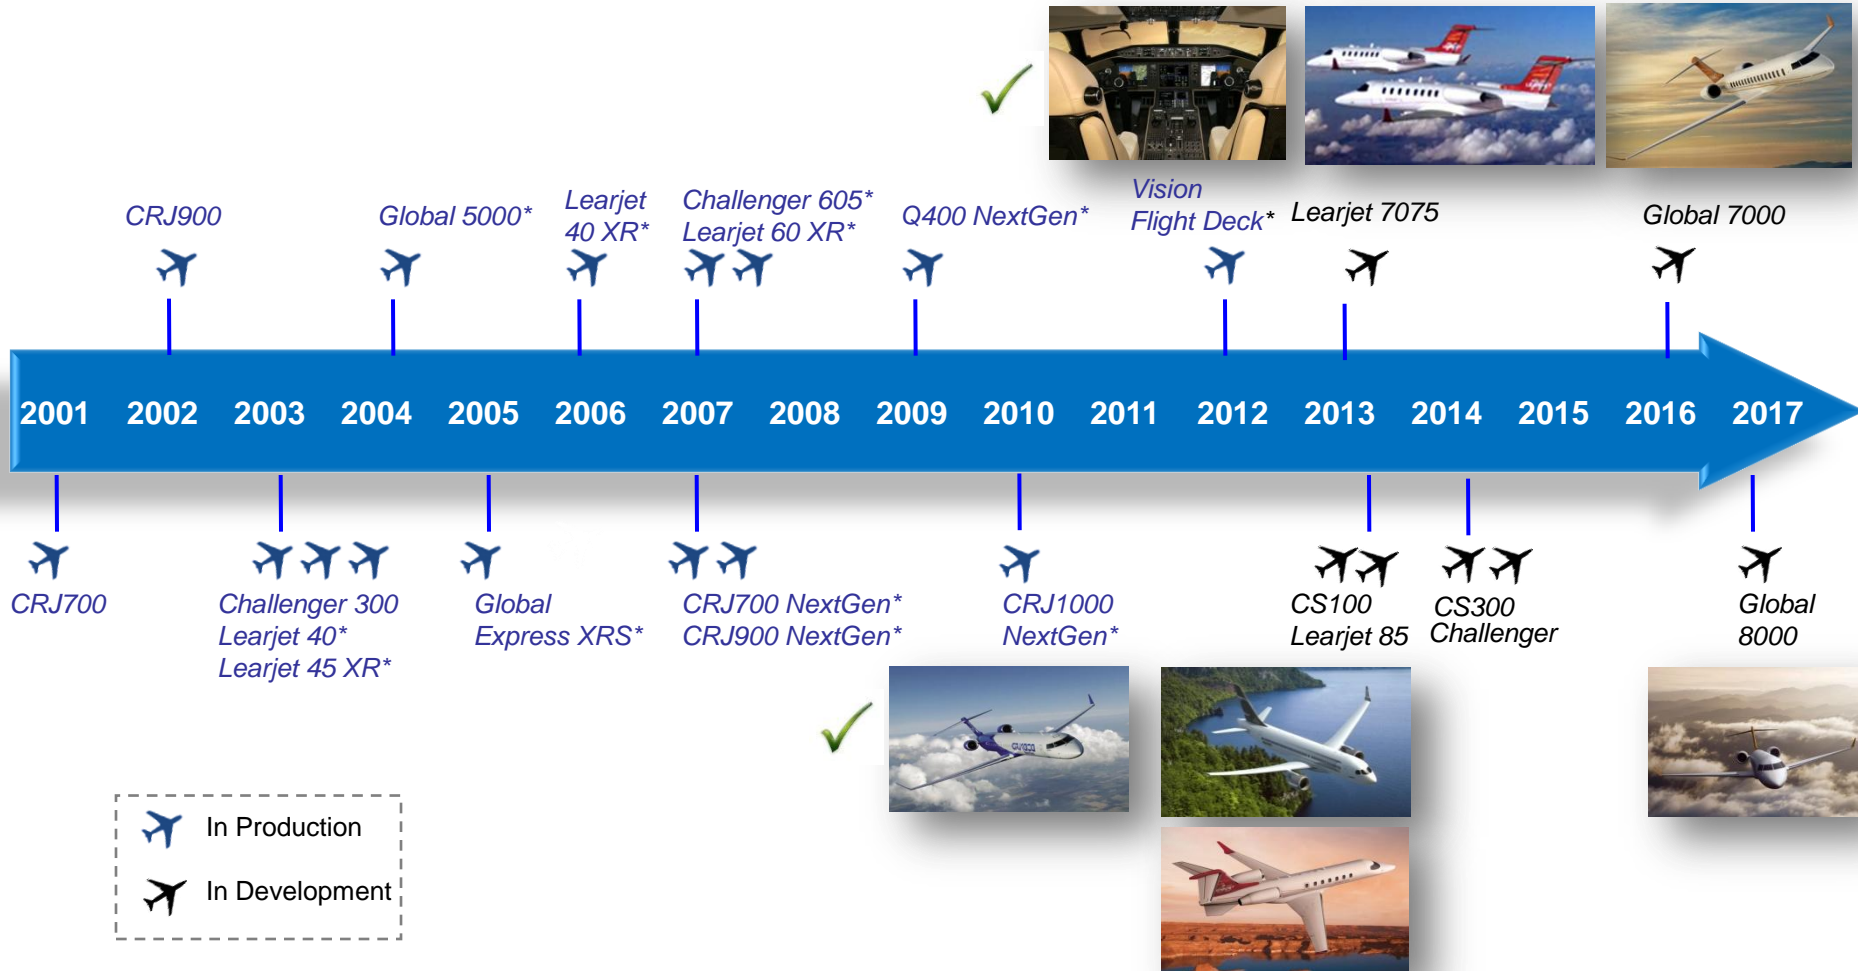 Vision
Flight Deck*
CRJ900
Global 5000*
Learjet
40 XR*
Challenger 605*
Learjet 60 XR*
Q400 NextGen*
Learjet 7075
Global 7000
2001 2002 2003 2004 2005 2006 2007 2008 2009 2010 2011 2012 2013 2014 2015 2016 2017
CRJ700
Challenger 300
Learjet 40*
Learjet 45 XR*
Global
Express XRS*
CRJ700 NextGen*
CRJ900 NextGen*
CRJ1000
NextGen*
CS100
Learjet 85
CS300
Challenger
Global
8000
In Production
In Development